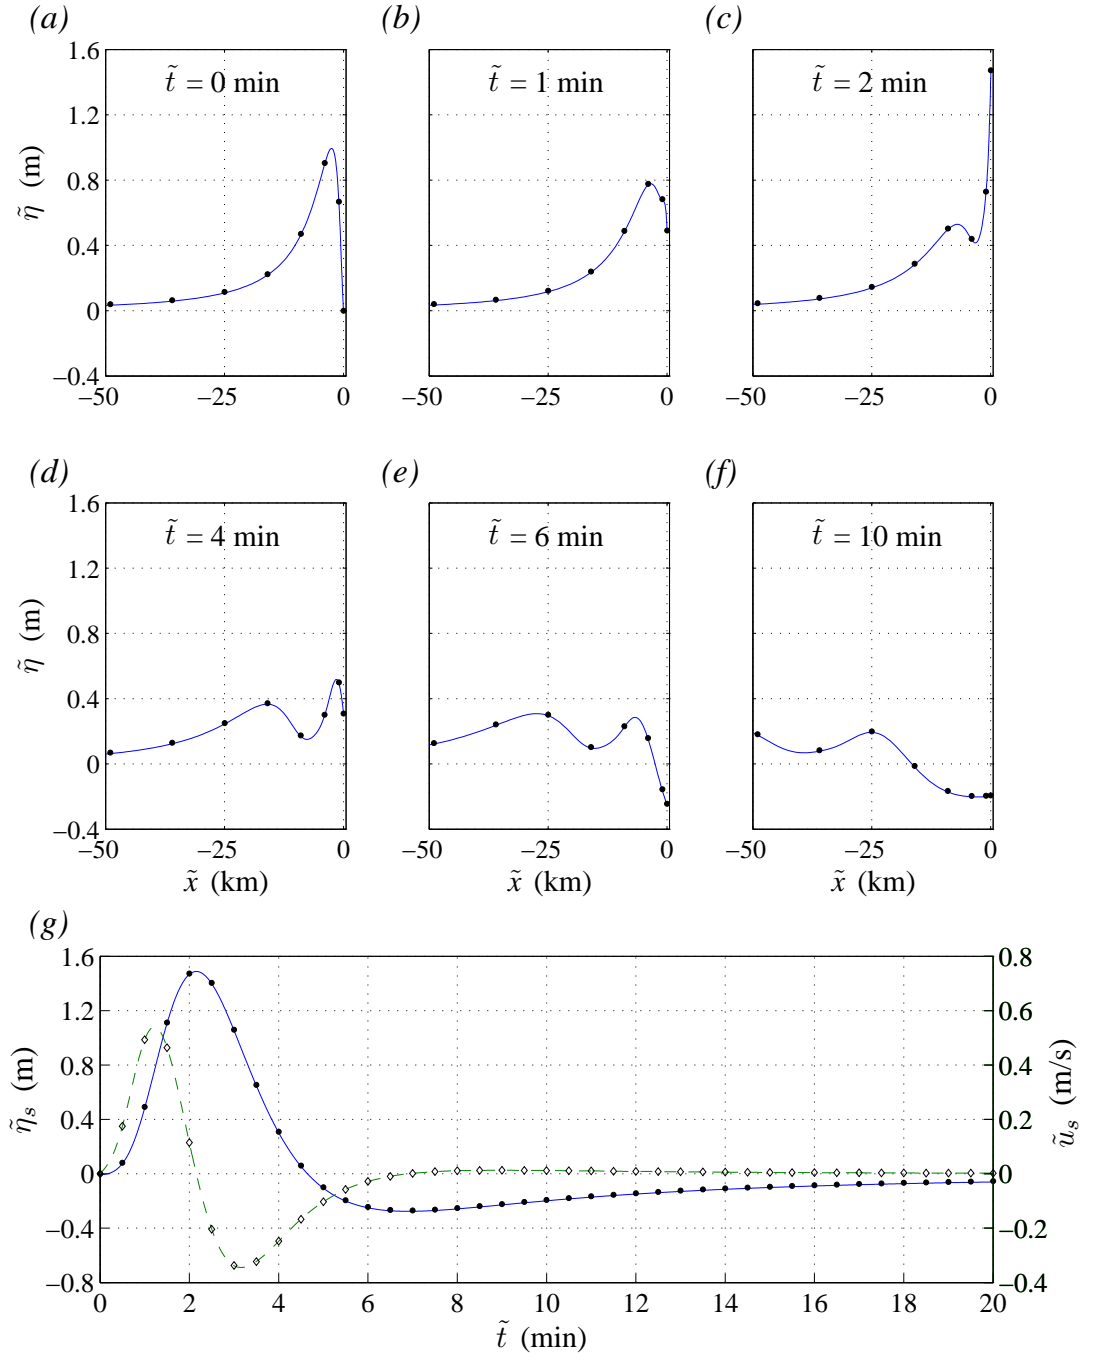 (a) (b) (c)
1.6
1.2
0.8
0.4
0
−0.4
η̃ (m)
t̃ = 0 min t̃ = 1 min t̃ = 2 min
−50 −25 0 −50 −25 0 −50 −25 0
(d) (e) (f)
1.6
1.2
0.8
0.4
0
−0.4
η̃ (m)
t̃ = 4 min t̃ = 6 min t̃ = 10 min
−50 −25 0 −50 −25 0 −50 −25 0
x̃ (km) x̃ (km) x̃ (km)
(g)
1.6 0.8
1.2 0.6
0.8 0.4
0.4 0.2
0 0
−0.4 −0.2
−0.8 −0.4
η̃ₛ (m)
ũₛ (m/s)
0 2 4 6 8 10 12 14 16 18 20
t̃ (min)